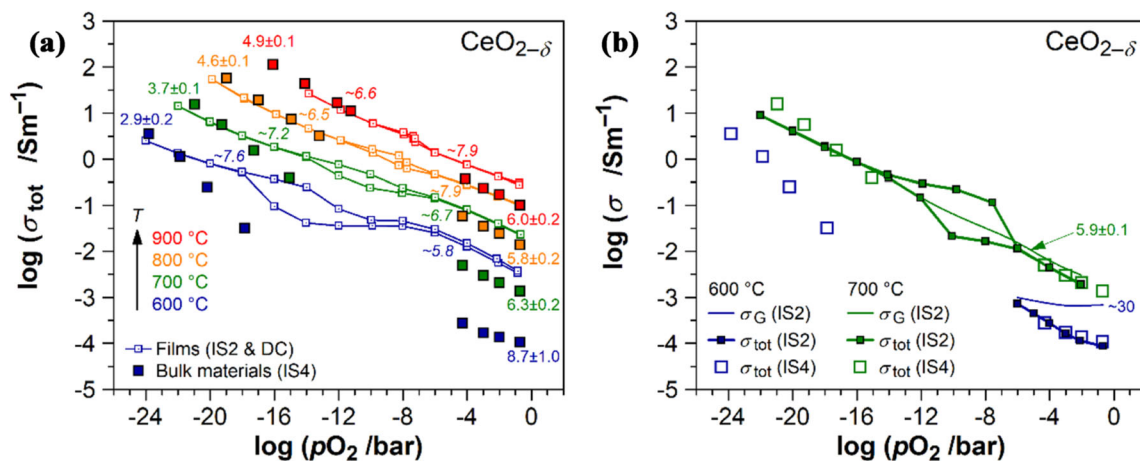 (a)
CeO2−δ
log (σtot /Sm−1)
3
2
1
0
-1
-2
-3
-4
-5
4.9±0.1
4.6±0.1
3.7±0.1
2.9±0.2
~6.6
~6.5
~7.2
~7.6
~7.9
~7.9
~6.7
~5.8
6.0±0.2
5.8±0.2
6.3±0.2
8.7±1.0
T
900 °C
800 °C
700 °C
600 °C
Films (IS2 & DC)
Bulk materials (IS4)
-24 -20 -16 -12 -8 -4 0
log (pO2 /bar)
(b)
CeO2−δ
log (σ /Sm−1)
3
2
1
0
-1
-2
-3
-4
-5
5.9±0.1
~30
600 °C 700 °C
σG (IS2) σG (IS2)
σtot (IS2) σtot (IS2)
σtot (IS4) σtot (IS4)
-24 -20 -16 -12 -8 -4 0
log (pO2 /bar)